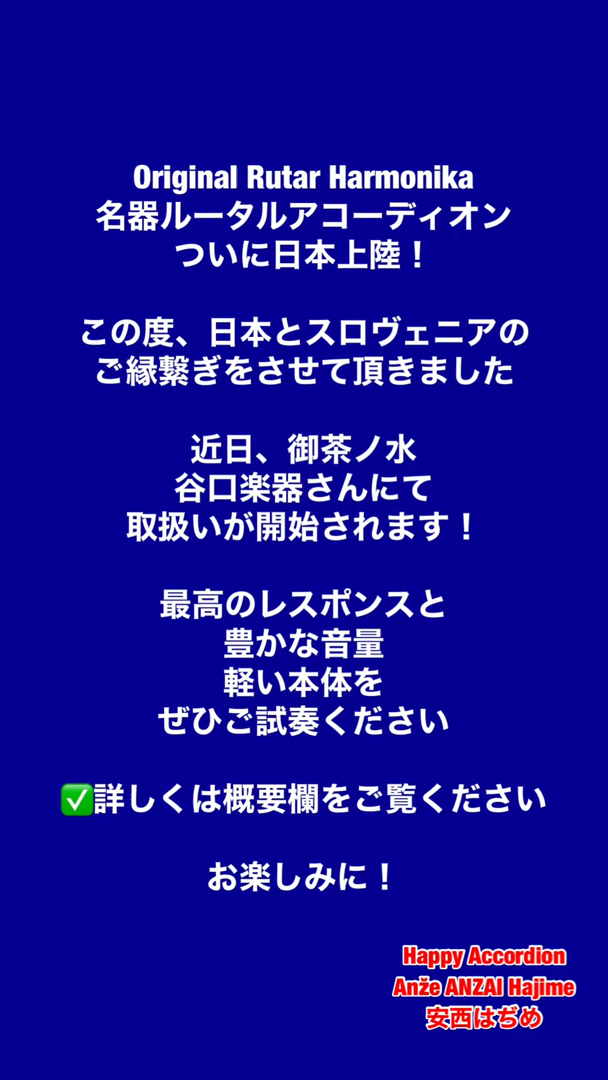 Original Rutar Harmonika
名器ルータルアコーディオン
ついに日本上陸！
この度、日本とスロヴェニアの
ご縁繋ぎをさせて頂きました
近日、御茶ノ水
谷口楽器さんにて
取扱いが開始されます！
最高のレスポンスと
豊かな音量
軽い本体を
ぜひご試奏ください
✅詳しくは概要欄をご覧ください
お楽しみに！
Happy Accordion
Anže ANZAI Hajime
安西はぢめ